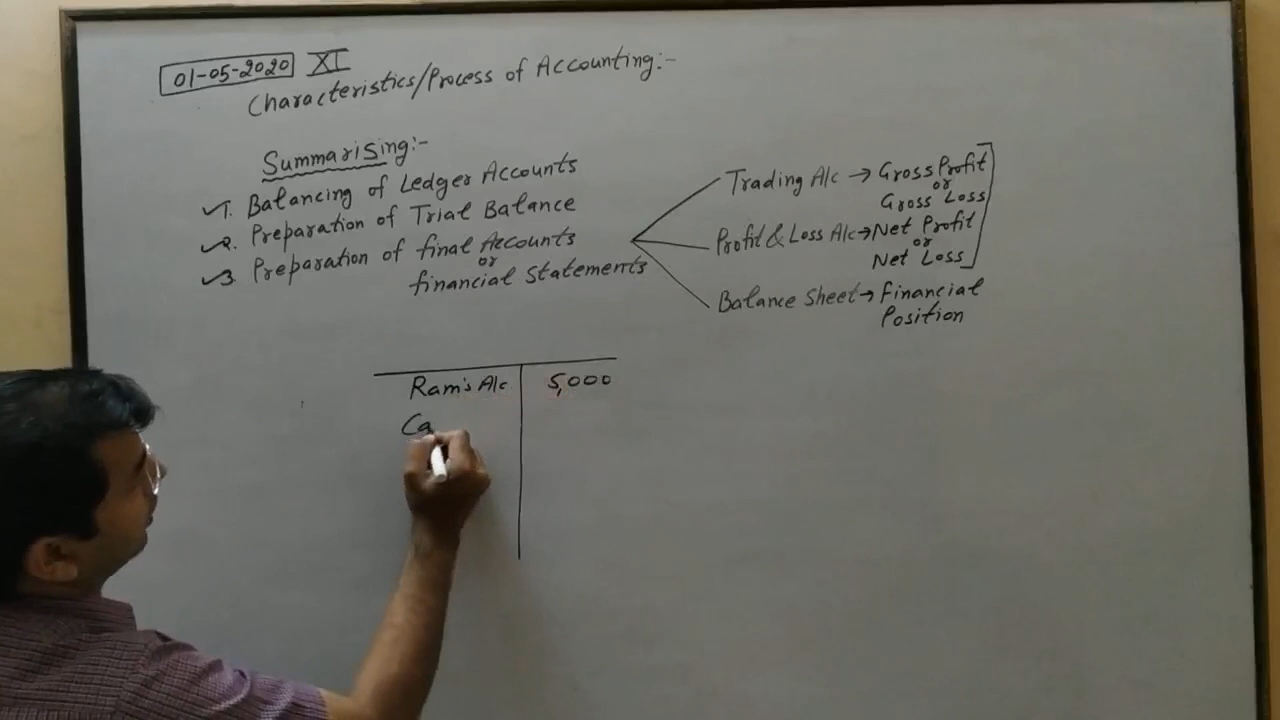 01-05-2020 XI
Characteristics/Process of Accounting:-
Summarising:-
1. Balancing of Ledger Accounts
2. Preparation of Trial Balance
3. Preparation of final Accounts
or
financial Statements
Trading A/c → Gross Profit
or
Gross Loss
Profit & Loss A/c → Net Profit
or
Net Loss
Balance Sheet → Financial
Position
Ram's A/c 5,000
Ca